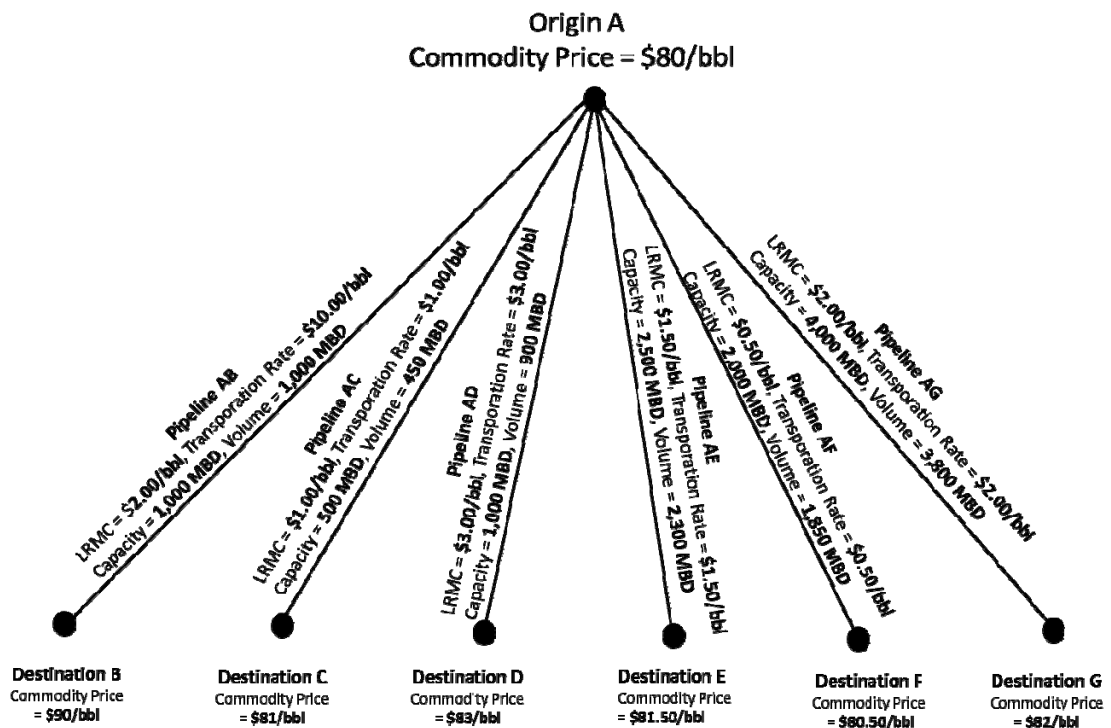 Origin A
Commodity Price = $80/bbl
Pipeline AB
LRMC = $2.00/bbl, Transporation Rate = $10.00/bbl
Capacity = 1,000 MBD, Volume = 1,000 MBD
Pipeline AC
LRMC = $1.00/bbl, Transporation Rate = $1.00/bbl
Capacity = 500 MBD, Volume = 450 MBD
Pipeline AD
LRMC = $3.00/bbl, Transporation Rate = $3.00/bbl
Capacity = 1,000 MBD, Volume = 900 MBD
Pipeline AE
LRMC = $1.50/bbl, Transporation Rate = $1.50/bbl
Capacity = 2,500 MBD, Volume = 2,300 MBD
Pipeline AF
LRMC = $0.50/bbl, Transporation Rate = $0.50/bbl
Capacity = 2,000 MBD, Volume = 1,850 MBD
Pipeline AG
LRMC = $2.00/bbl, Transporation Rate = $2.00/bbl
Capacity = 4,000 MBD, Volume = 3,800 MBD
Destination B
Commodity Price
= $90/bbl
Destination C
Commodity Price
= $81/bbl
Destination D
Commodity Price
= $83/bbl
Destination E
Commodity Price
= $81.50/bbl
Destination F
Commodity Price
= $80.50/bbl
Destination G
Commodity Price
= $82/bbl